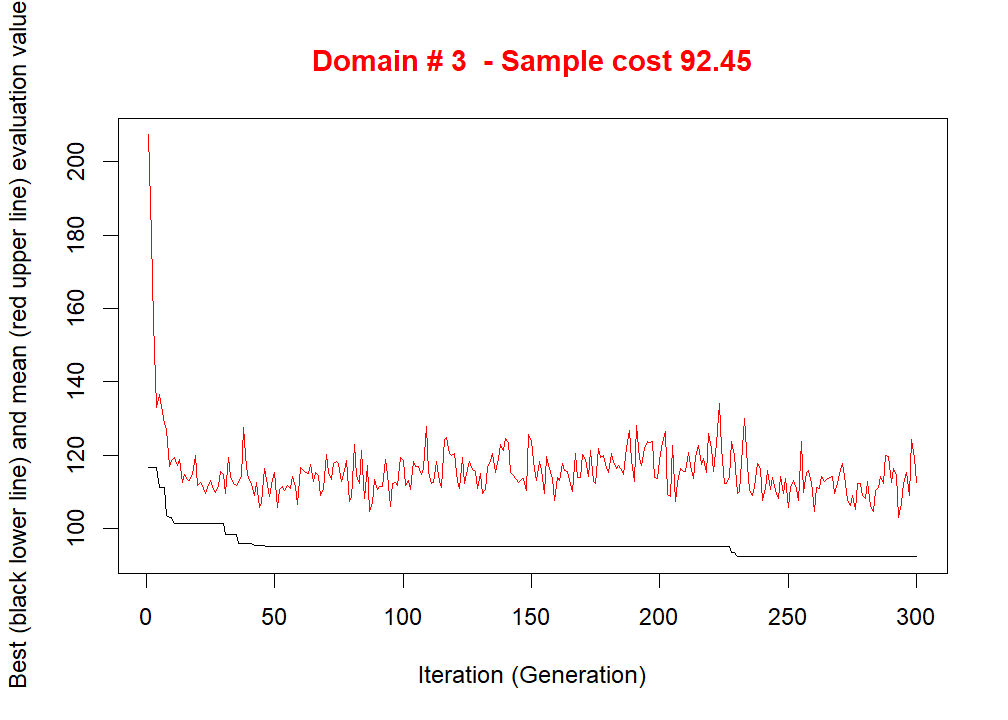 Domain # 3  - Sample cost 92.45
Best (black lower line) and mean (red upper line) evaluation value
200
180
160
140
120
100
0 50 100 150 200 250 300
Iteration (Generation)